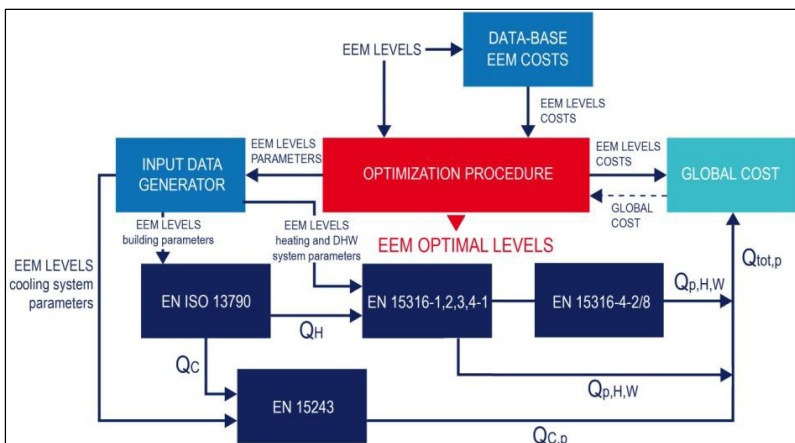 DATA-BASE
EEM COSTS
EEM LEVELS
EEM LEVELS
COSTS
EEM LEVELS
PARAMETERS
EEM LEVELS
COSTS
INPUT DATA
GENERATOR
OPTIMIZATION PROCEDURE
GLOBAL COST
GLOBAL
COST
EEM LEVELS
building parameters
EEM LEVELS
heating and DHW
system parameters
EEM OPTIMAL LEVELS
EEM LEVELS
cooling system
parameters
Qtot,p
EN ISO 13790
EN 15316-1,2,3,4-1
EN 15316-4-2/8
Qp,H,W
QH
QC
Qp,H,W
EN 15243
QC,p